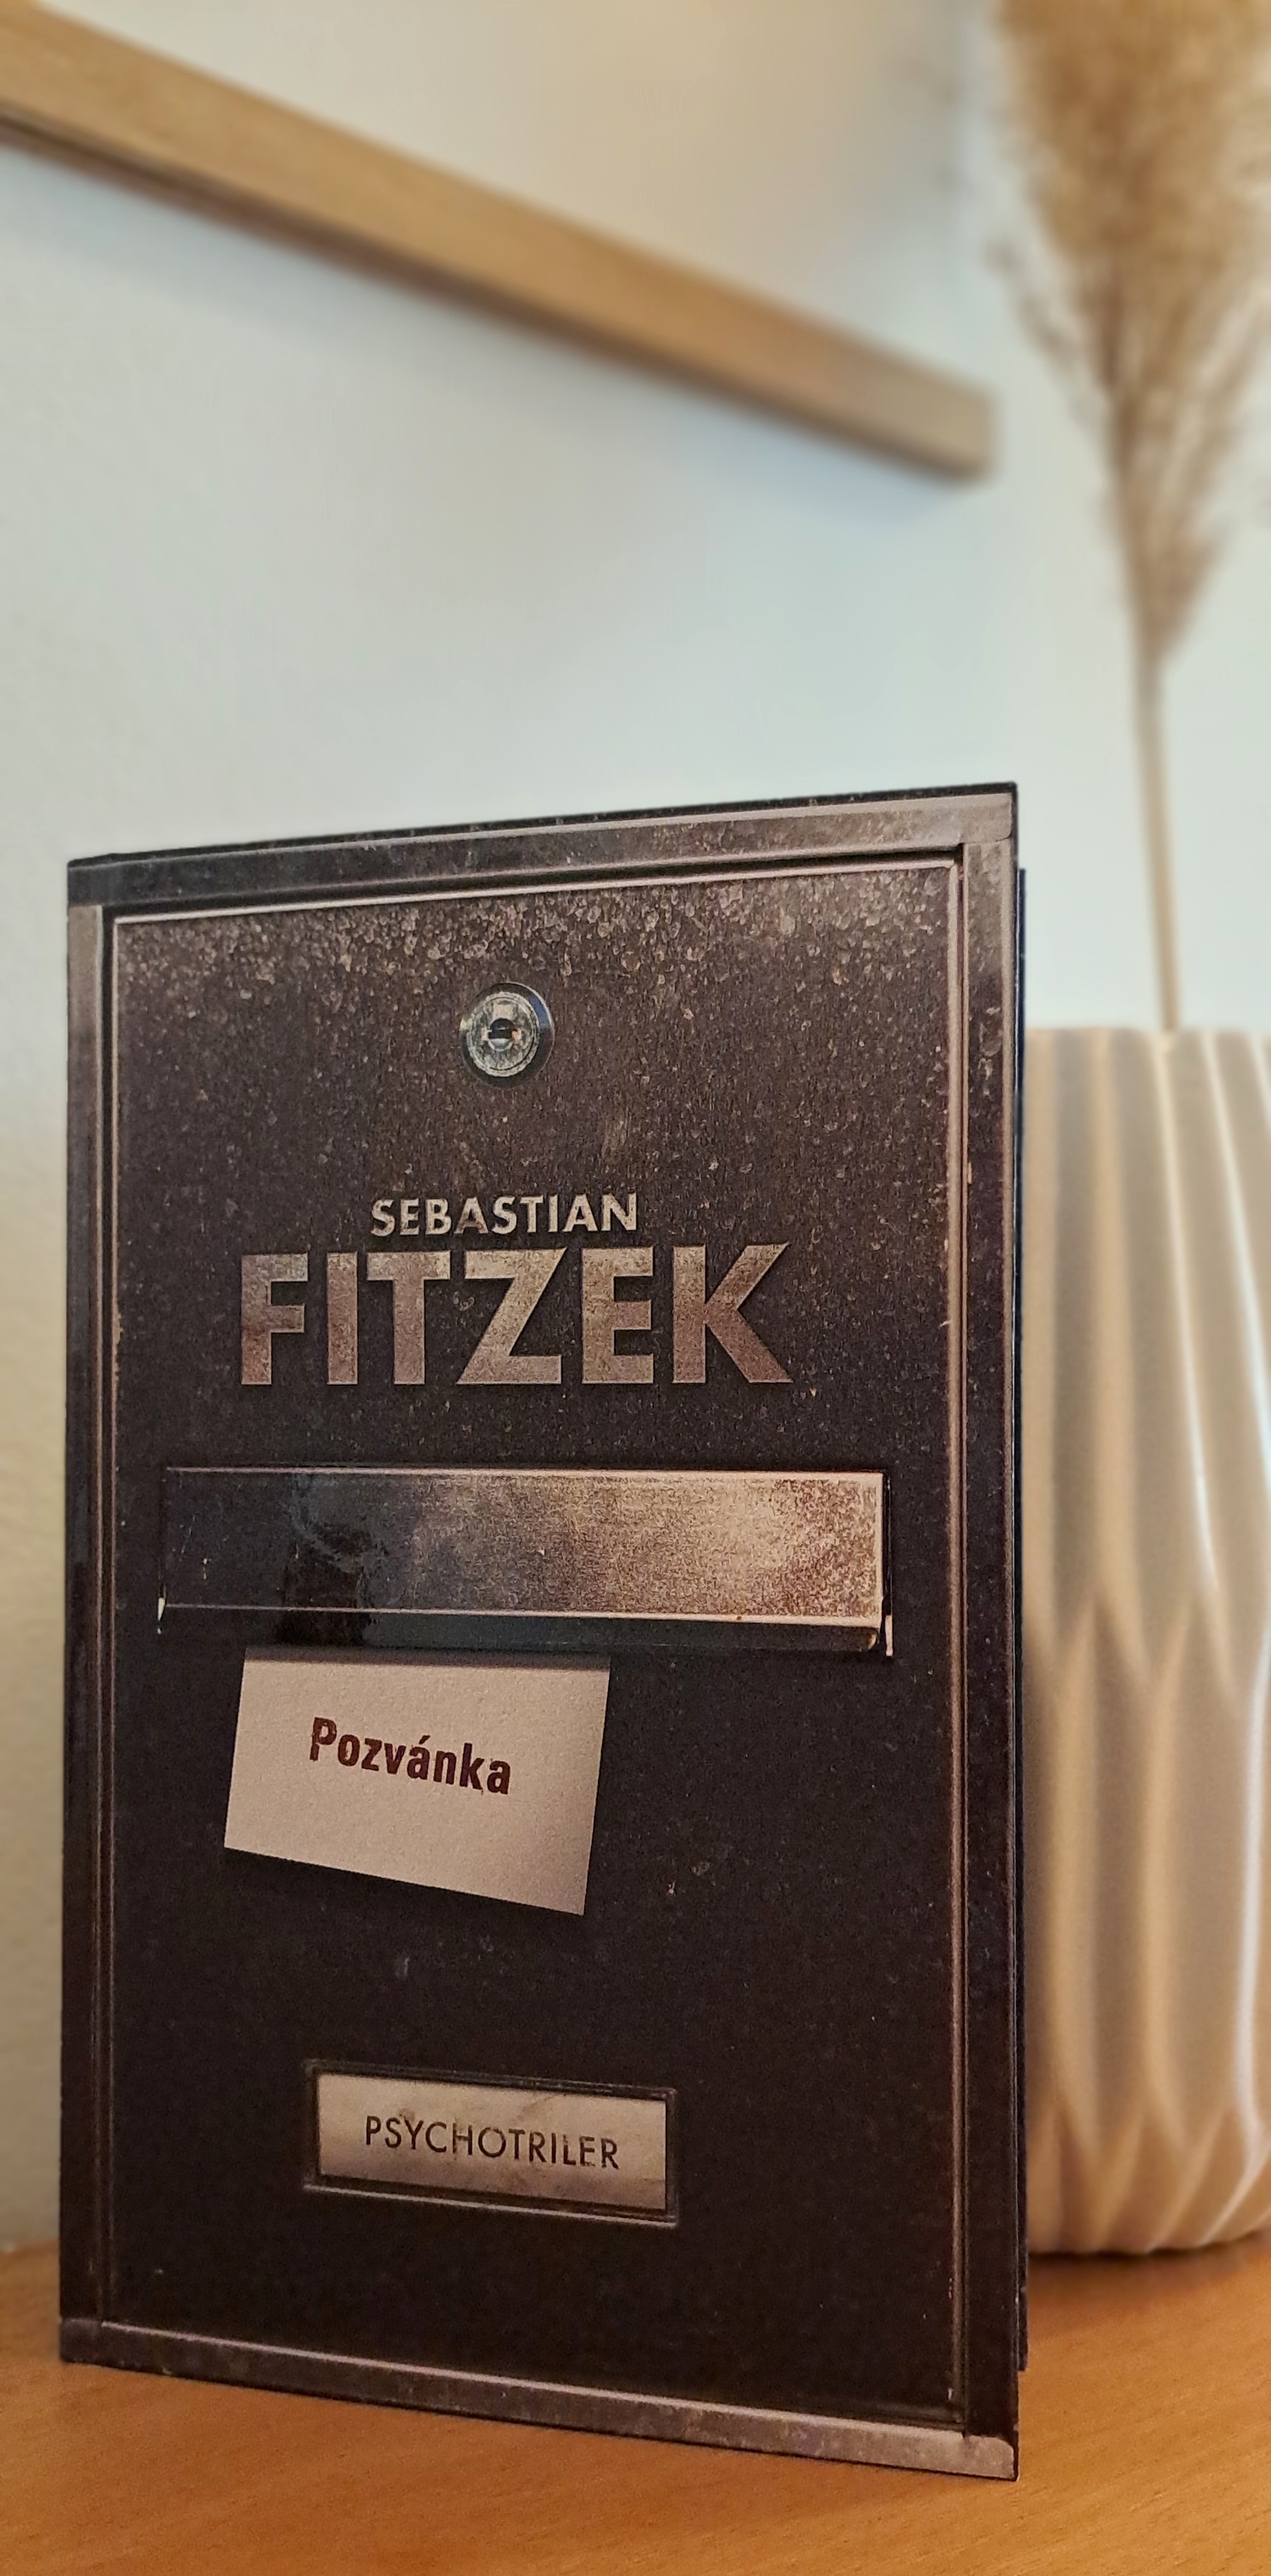 SEBASTIAN
FITZEK
Pozvánka
PSYCHOTRILER